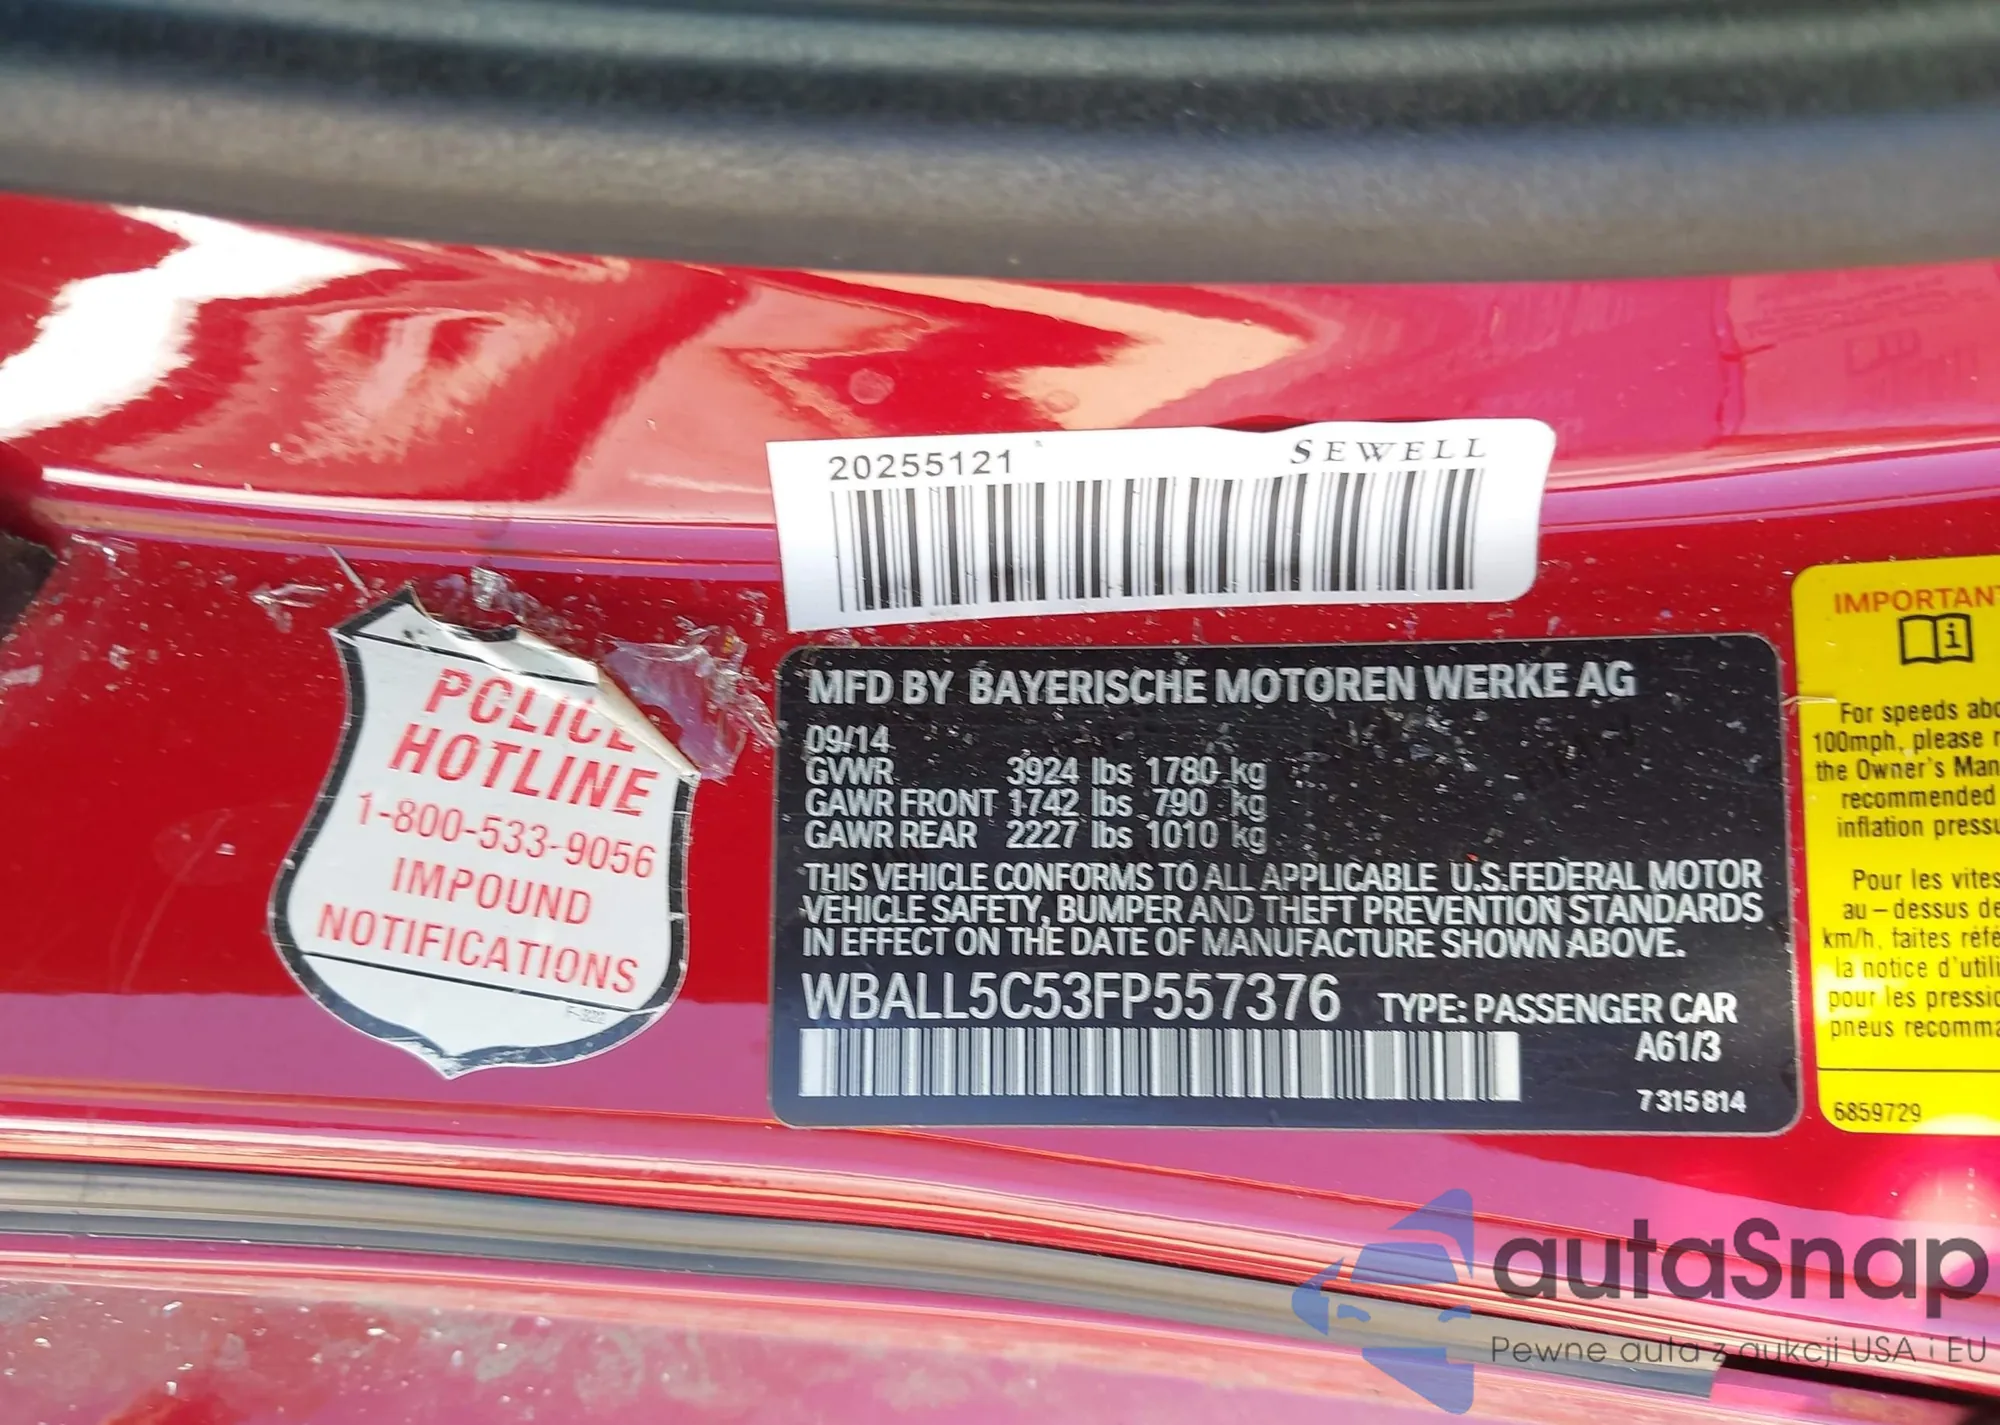 20255121 SEWELL
POLICE
HOTLINE
1-800-533-9056
IMPOUND
NOTIFICATIONS
F-322
MFD BY BAYERISCHE MOTOREN WERKE AG
09/14
GVWR 3924 lbs 1780 kg
GAWR FRONT 1742 lbs 790 kg
GAWR REAR 2227 lbs 1010 kg
THIS VEHICLE CONFORMS TO ALL APPLICABLE U.S.FEDERAL MOTOR
VEHICLE SAFETY, BUMPER AND THEFT PREVENTION STANDARDS
IN EFFECT ON THE DATE OF MANUFACTURE SHOWN ABOVE.
WBALL5C53FP557376 TYPE: PASSENGER CAR
A61/3
7 315 814
IMPORTANT
For speeds abo
100mph, please r
the Owner's Man
recommended
inflation pressu
Pour les vites
au-dessus de
km/h, faites réfé
la notice d'utili
pour les pressio
pneus recomma
6859729
autaSnap
Pewne auta z aukcji USA i EU